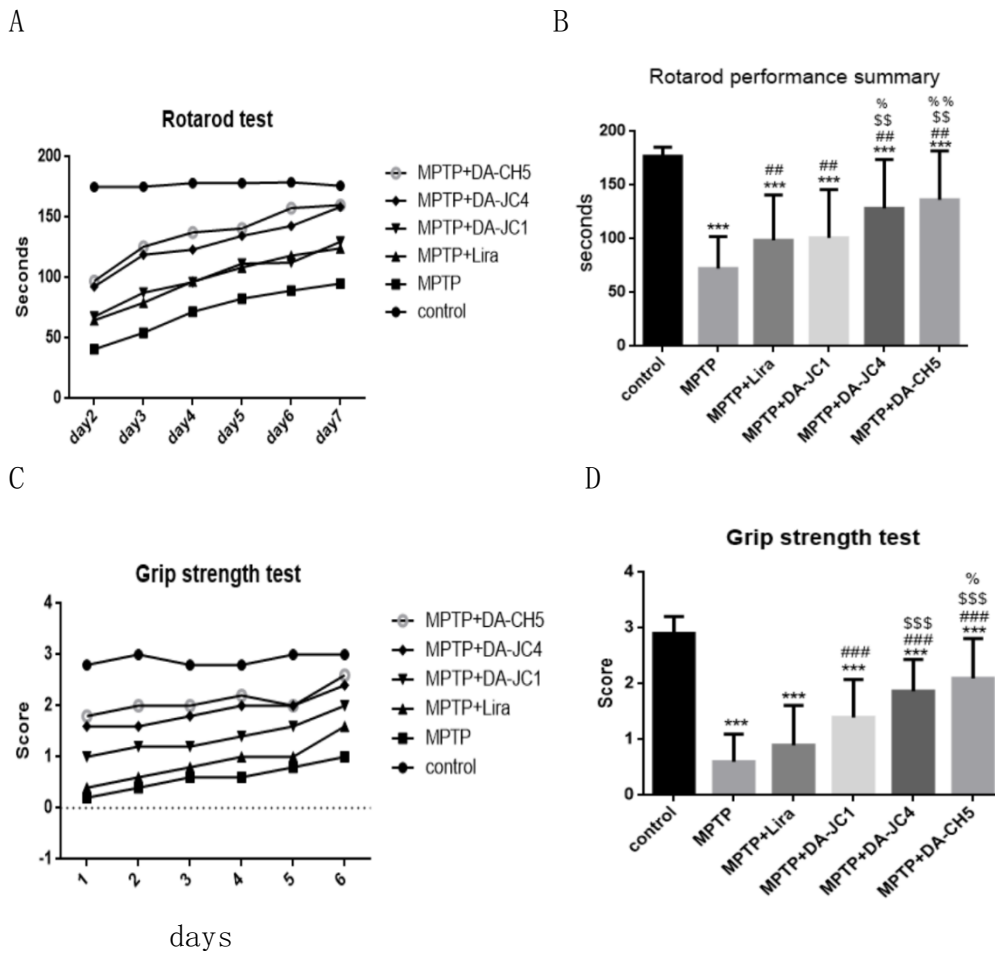 A
Rotarod test
200
150
100
50
0
Seconds
day2 day3 day4 day5 day6 day7
MPTP+DA-CH5
MPTP+DA-JC4
MPTP+DA-JC1
MPTP+Lira
MPTP
control
B
Rotarod performance summary
200
150
100
50
0
seconds
***
##
***
##
***
%
$$
##
***
% %
$$
##
***
control MPTP MPTP+Lira MPTP+DA-JC1 MPTP+DA-JC4 MPTP+DA-CH5
C
Grip strength test
4
3
2
1
0
-1
Score
1 2 3 4 5 6
days
MPTP+DA-CH5
MPTP+DA-JC4
MPTP+DA-JC1
MPTP+Lira
MPTP
control
D
Grip strength test
4
3
2
1
0
Score
***
***
###
***
$$$
###
***
%
$$$
###
***
control MPTP MPTP+Lira MPTP+DA-JC1 MPTP+DA-JC4 MPTP+DA-CH5